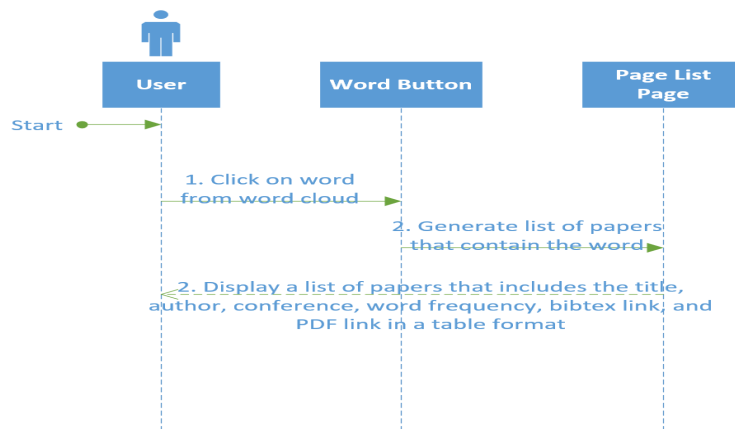 User
Word Button
Page List
Page
Start
1. Click on word
from word cloud
2. Generate list of papers
that contain the word
2. Display a list of papers that includes the title,
author, conference, word frequency, bibtex link, and
PDF link in a table format